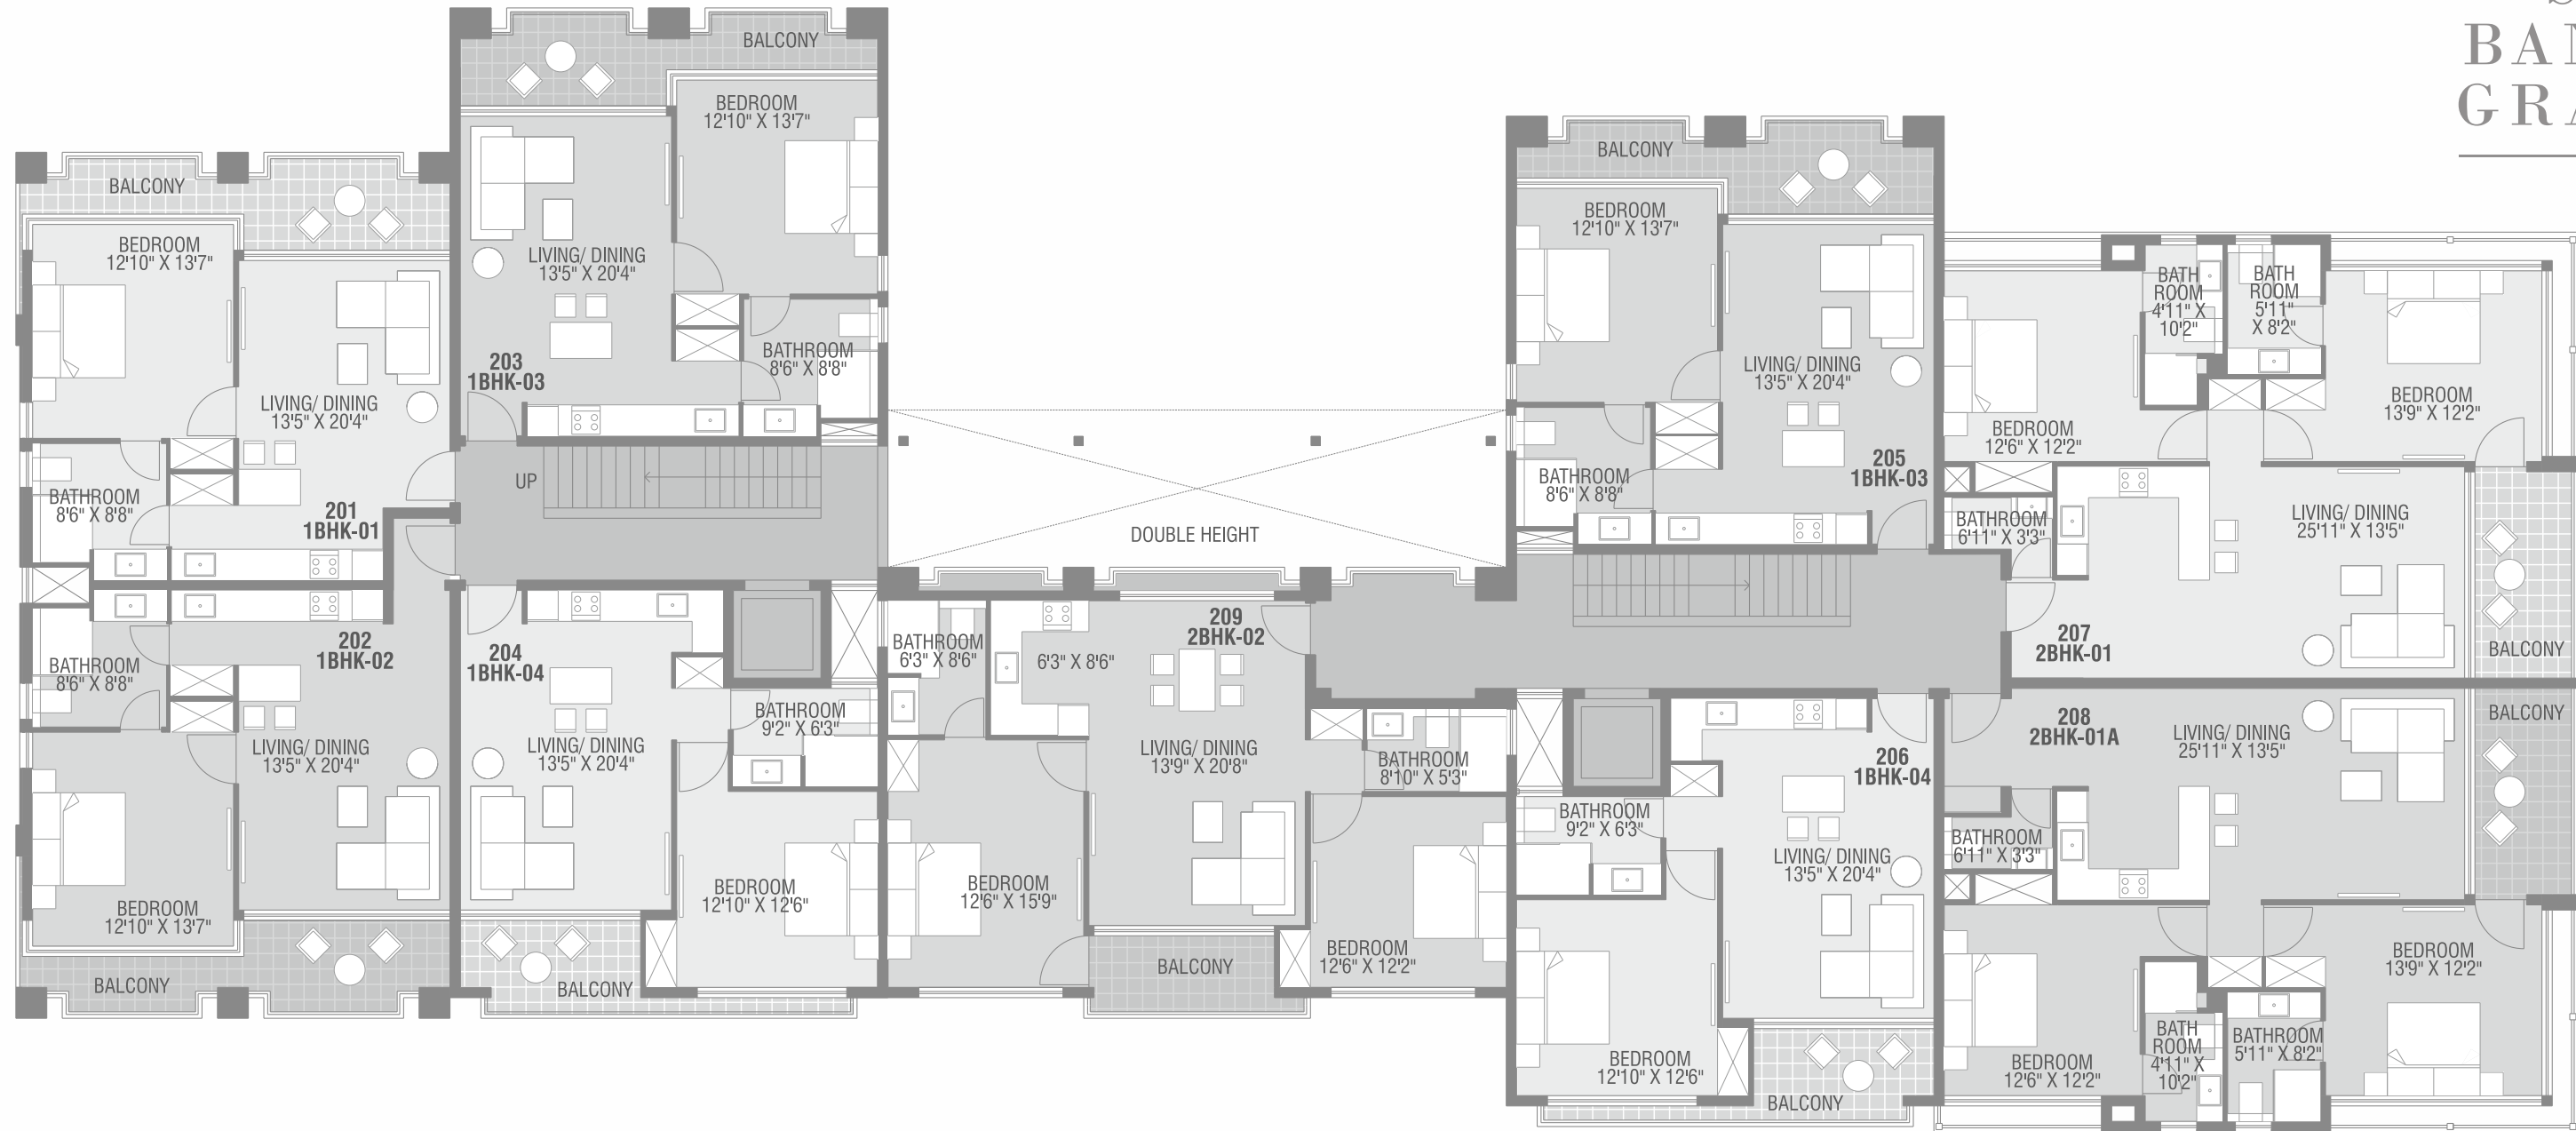 BALCONY
BEDROOM
12'10" X 13'7"
LIVING/ DINING
13'5" X 20'4"
BATHROOM
8'6" X 8'8"
201
1BHK-01
202
1BHK-02
BATHROOM
8'6" X 8'8"
LIVING/ DINING
13'5" X 20'4"
BEDROOM
12'10" X 13'7"
BALCONY
BALCONY
BEDROOM
12'10" X 13'7"
LIVING/ DINING
13'5" X 20'4"
203
1BHK-03
BATHROOM
8'6" X 8'8"
UP
204
1BHK-04
BATHROOM
9'2" X 6'3"
LIVING/ DINING
13'5" X 20'4"
BEDROOM
12'10" X 12'6"
BALCONY
DOUBLE HEIGHT
BATHROOM
6'3" X 8'6"
6'3" X 8'6"
209
2BHK-02
LIVING/ DINING
13'9" X 20'8"
BATHROOM
8'10" X 5'3"
BEDROOM
12'6" X 15'9"
BALCONY
BEDROOM
12'6" X 12'2"
BALCONY
BEDROOM
12'10" X 13'7"
LIVING/ DINING
13'5" X 20'4"
205
1BHK-03
BATHROOM
8'6" X 8'8"
206
1BHK-04
BATHROOM
9'2" X 6'3"
LIVING/ DINING
13'5" X 20'4"
BEDROOM
12'10" X 12'6"
BALCONY
BAN
GRA
BATH
ROOM
4'11" X
10'2"
BATH
ROOM
5'11"
X 8'2"
BEDROOM
12'6" X 12'2"
BEDROOM
13'9" X 12'2"
BATHROOM
6'11" X 3'3"
LIVING/ DINING
25'11" X 13'5"
207
2BHK-01
BALCONY
208
2BHK-01A
LIVING/ DINING
25'11" X 13'5"
BALCONY
BATHROOM
6'11" X 3'3"
BEDROOM
13'9" X 12'2"
BEDROOM
12'6" X 12'2"
BATH
ROOM
4'11" X
10'2"
BATHROOM
5'11" X 8'2"